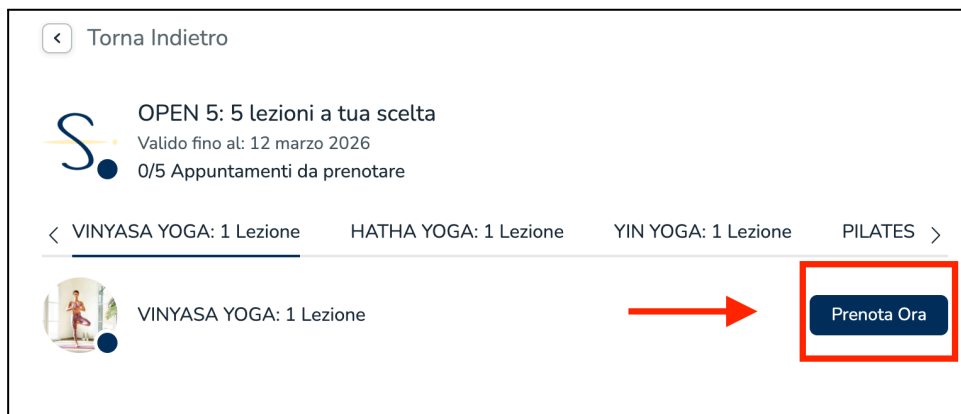 Torna Indietro
OPEN 5: 5 lezioni a tua scelta
Valido fino al: 12 marzo 2026
0/5 Appuntamenti da prenotare
VINYASA YOGA: 1 Lezione HATHA YOGA: 1 Lezione YIN YOGA: 1 Lezione PILATES
VINYASA YOGA: 1 Lezione Prenota Ora